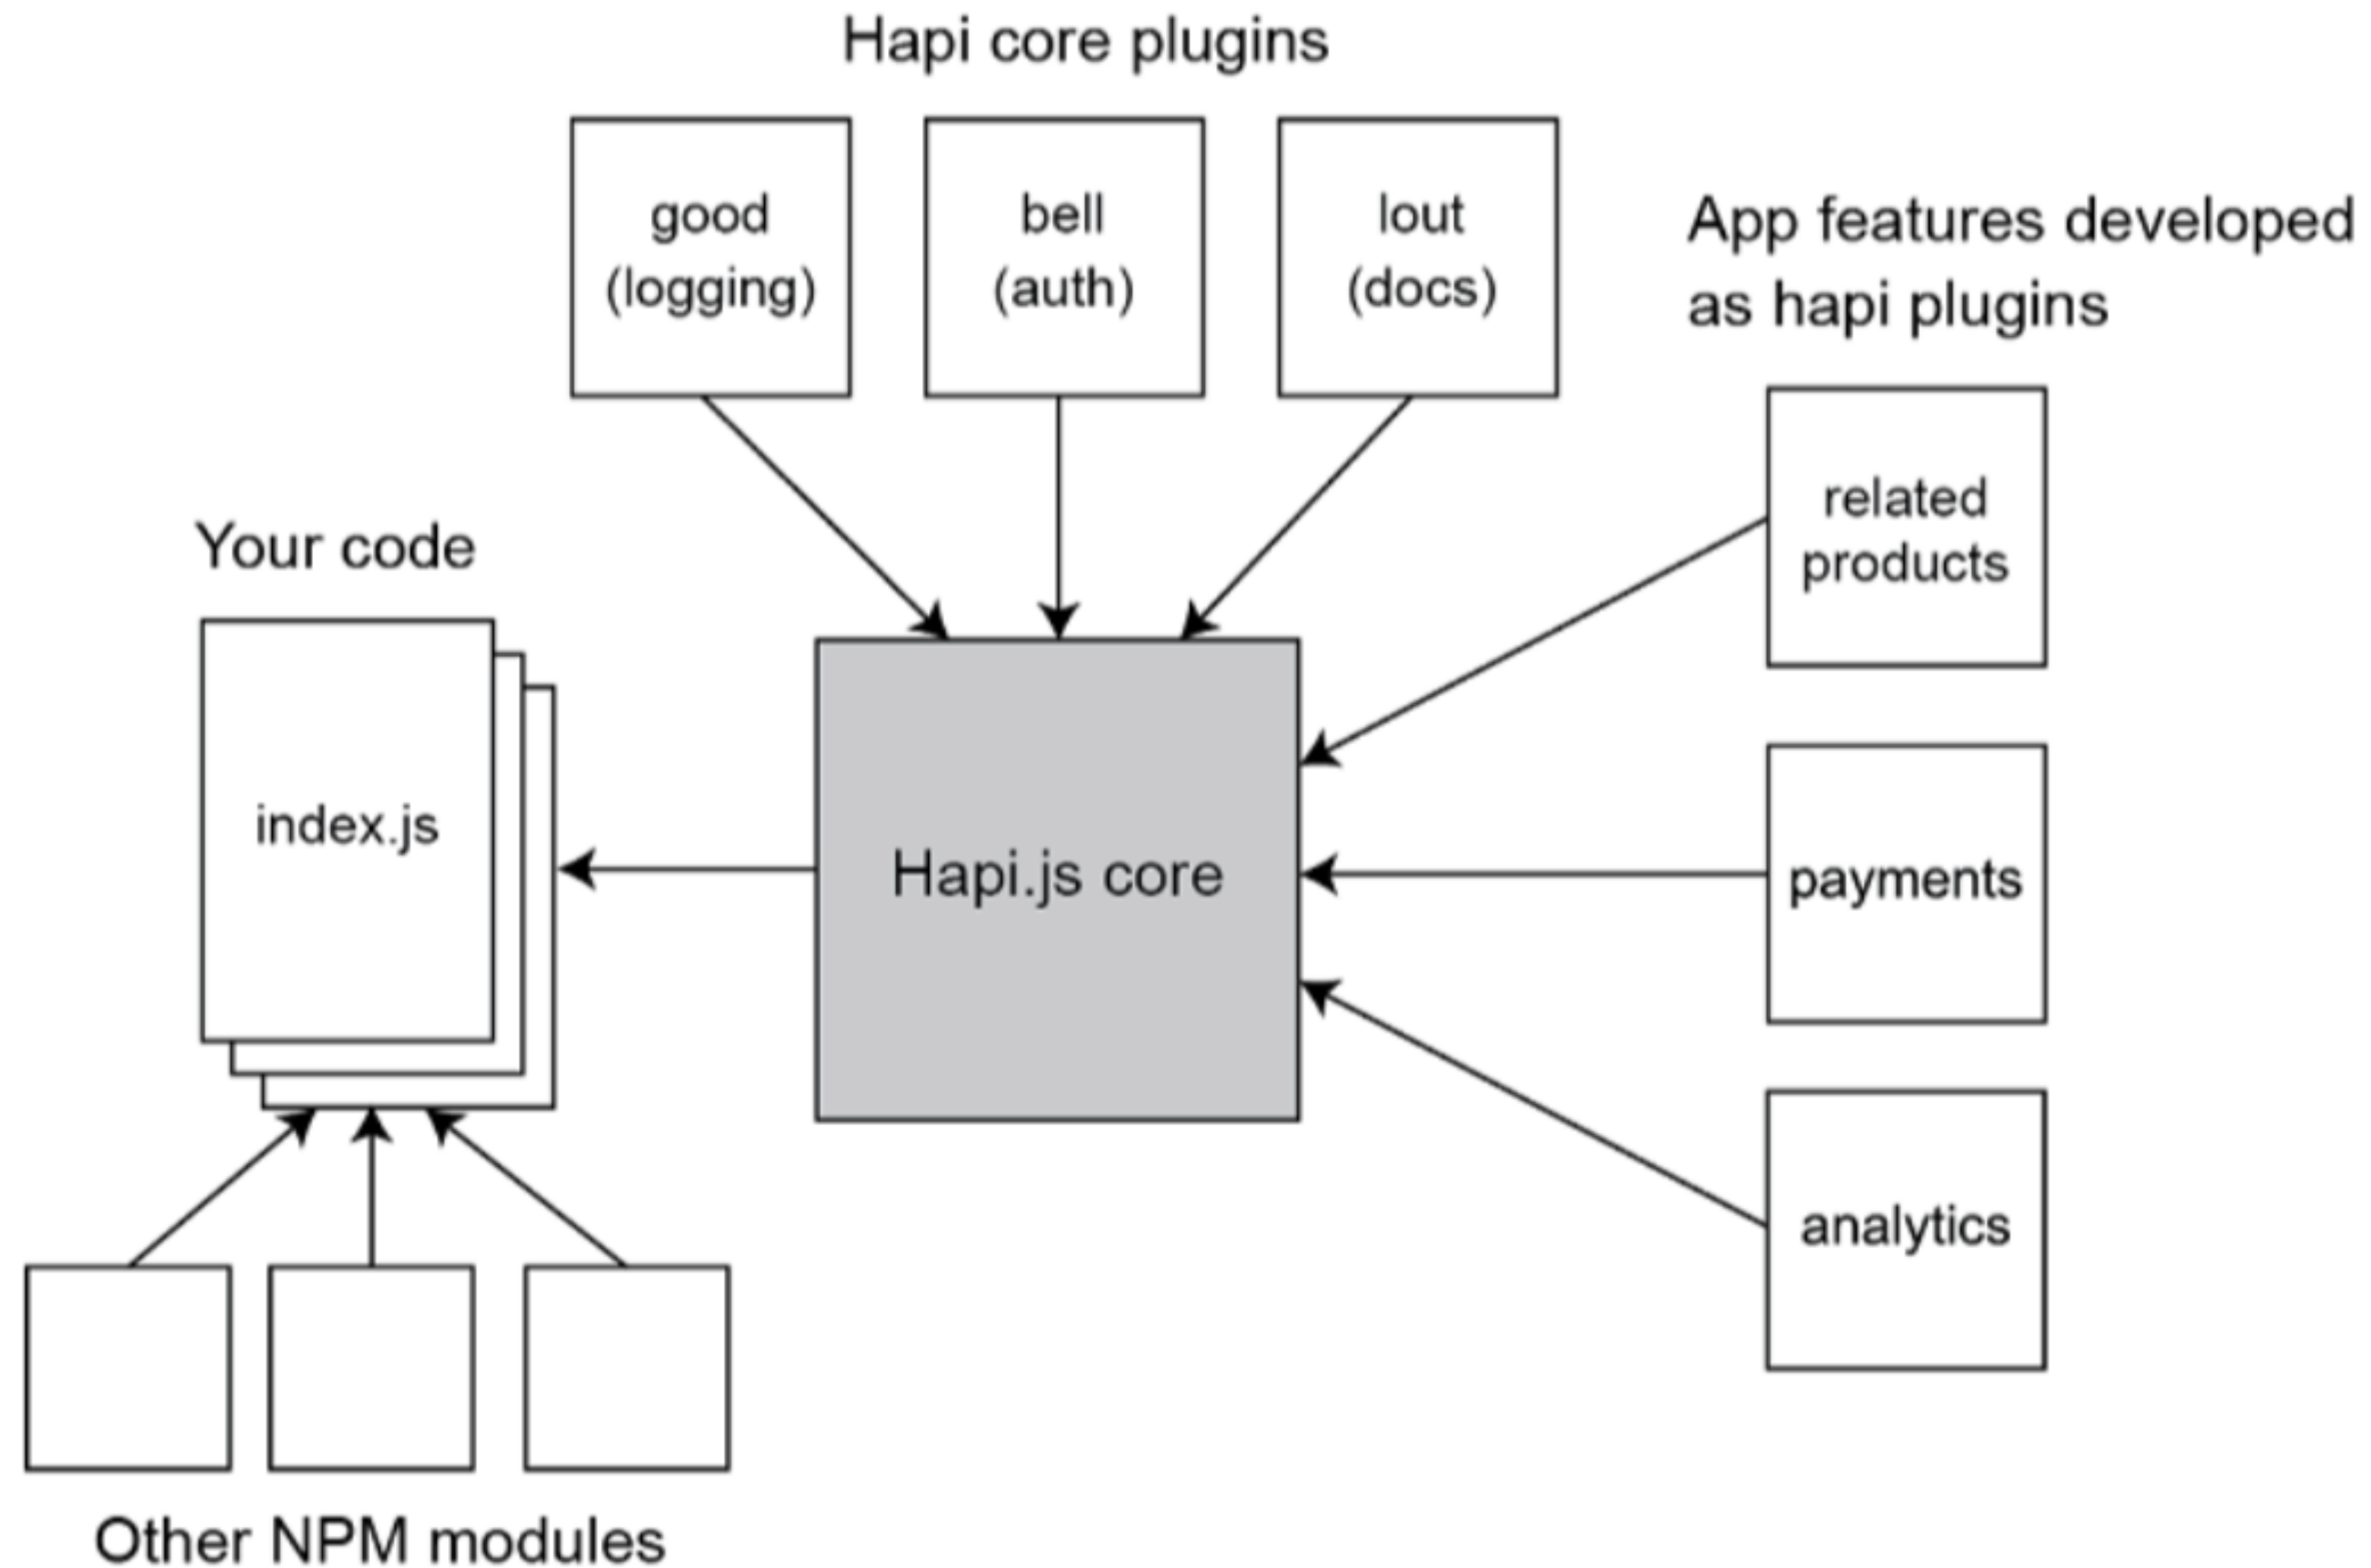 Hapi core plugins
good
(logging)
bell
(auth)
lout
(docs)
App features developed
as hapi plugins
related
products
Your code
index.js
Hapi.js core
payments
analytics
Other NPM modules